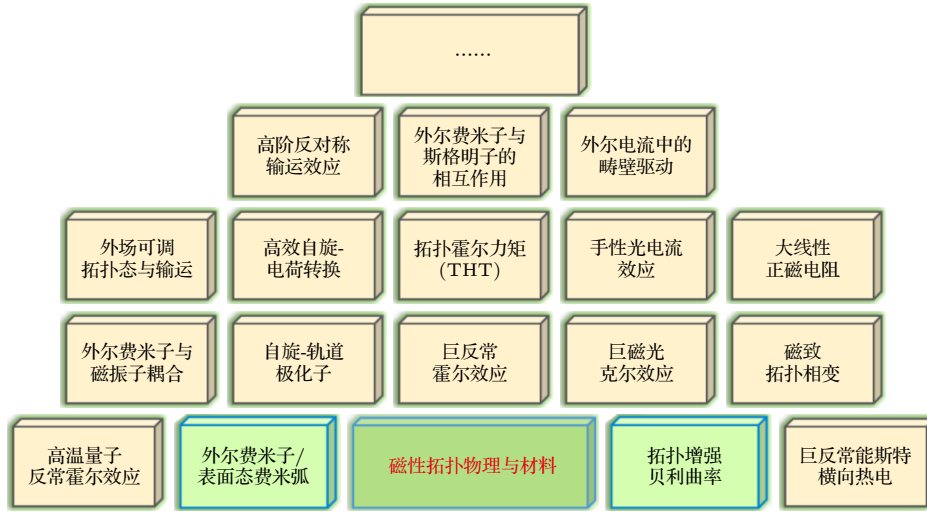 ……
高阶反对称
输运效应
外尔费米子与
斯格明子的
相互作用
外尔电流中的
畴壁驱动
外场可调
拓扑态与输运
高效自旋-
电荷转换
拓扑霍尔力矩
(THT)
手性光电流
效应
大线性
正磁电阻
外尔费米子与
磁振子耦合
自旋-轨道
极化子
巨反常
霍尔效应
巨磁光
克尔效应
磁致
拓扑相变
高温量子
反常霍尔效应
外尔费米子/
表面态费米弧
磁性拓扑物理与材料
拓扑增强
贝利曲率
巨反常能斯特
横向热电